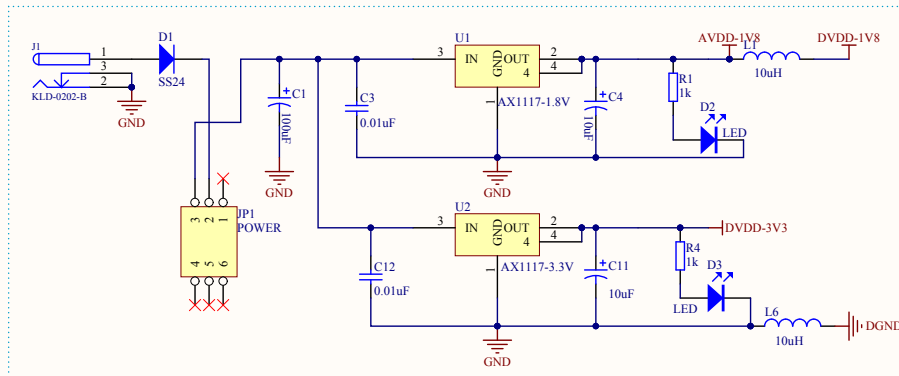 J1
1
3
2
KLD-0202-B
GND
D1
SS24
C1
100uF
GND
C3
0.01uF
U1
3
IN
GND
OUT
4
2
4
1
AX1117-1.8V
GND
C4
10uF
R1
1k
D2
LED
AVDD-1V8
L1
10uH
DVDD-1V8
3
2
1
4
5
6
JP1
POWER
C12
0.01uF
U2
3
IN
GND
OUT
4
2
4
1
AX1117-3.3V
GND
C11
10uF
R4
1k
D3
LED
DVDD-3V3
L6
10uH
DGND